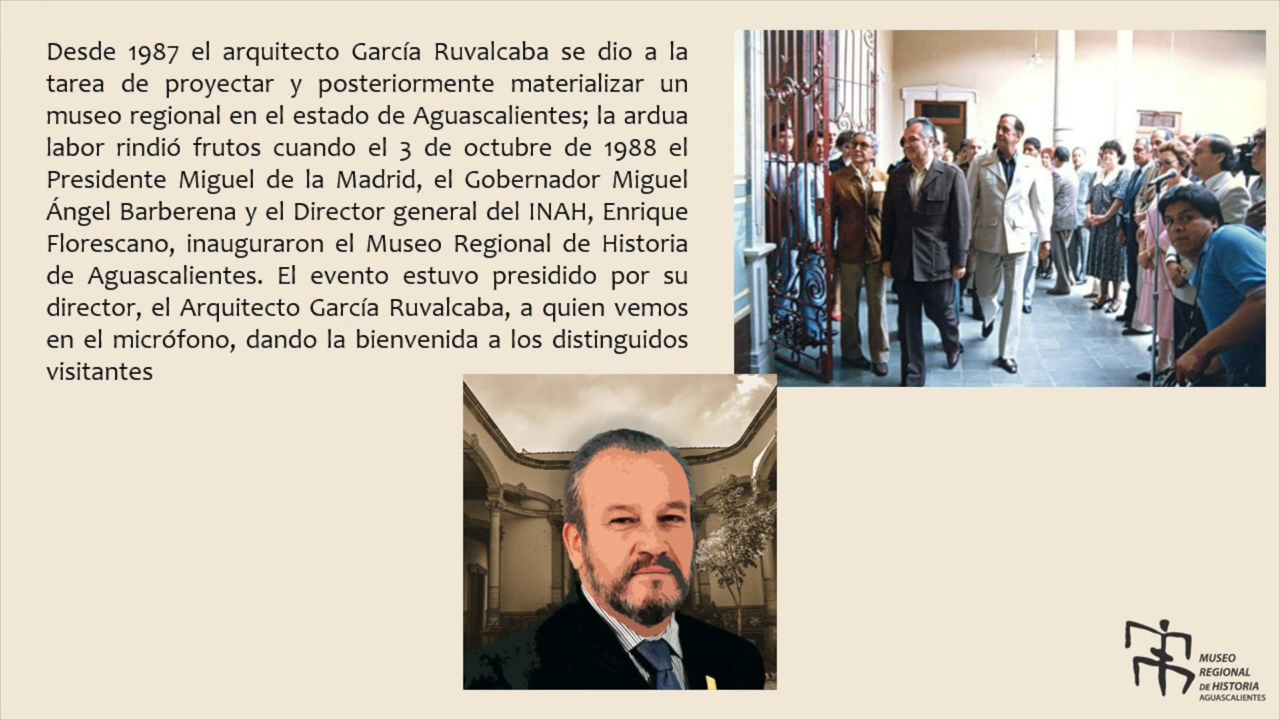 Desde 1987 el arquitecto García Ruvalcaba se dio a la
tarea de proyectar y posteriormente materializar un
museo regional en el estado de Aguascalientes; la ardua
labor rindió frutos cuando el 3 de octubre de 1988 el
Presidente Miguel de la Madrid, el Gobernador Miguel
Ángel Barberena y el Director general del INAH, Enrique
Florescano, inauguraron el Museo Regional de Historia
de Aguascalientes. El evento estuvo presidido por su
director, el Arquitecto García Ruvalcaba, a quien vemos
en el micrófono, dando la bienvenida a los distinguidos
visitantes
MUSEO
REGIONAL
DE HISTORIA
AGUASCALIENTES